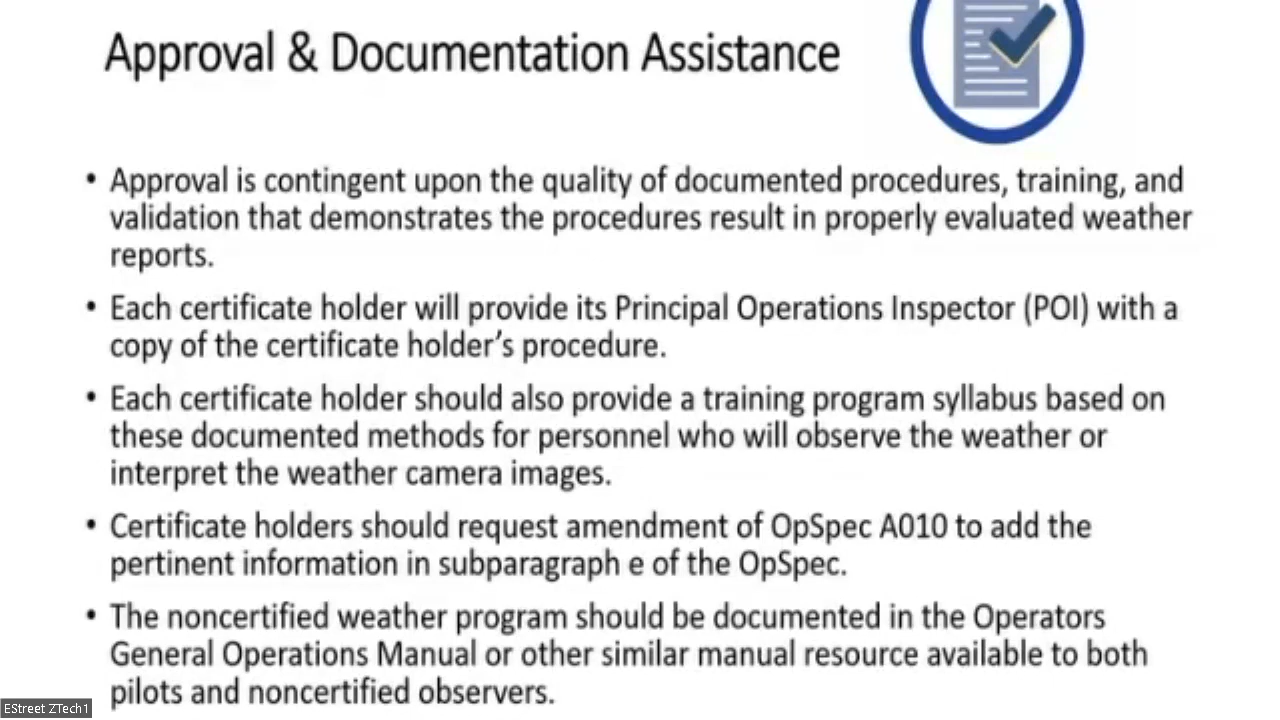 Approval & Documentation Assistance
• Approval is contingent upon the quality of documented procedures, training, and
validation that demonstrates the procedures result in properly evaluated weather
reports.
• Each certificate holder will provide its Principal Operations Inspector (POI) with a
copy of the certificate holder’s procedure.
• Each certificate holder should also provide a training program syllabus based on
these documented methods for personnel who will observe the weather or
interpret the weather camera images.
• Certificate holders should request amendment of OpSpec A010 to add the
pertinent information in subparagraph e of the OpSpec.
• The noncertified weather program should be documented in the Operators
General Operations Manual or other similar manual resource available to both
pilots and noncertified observers.
EStreet ZTech1